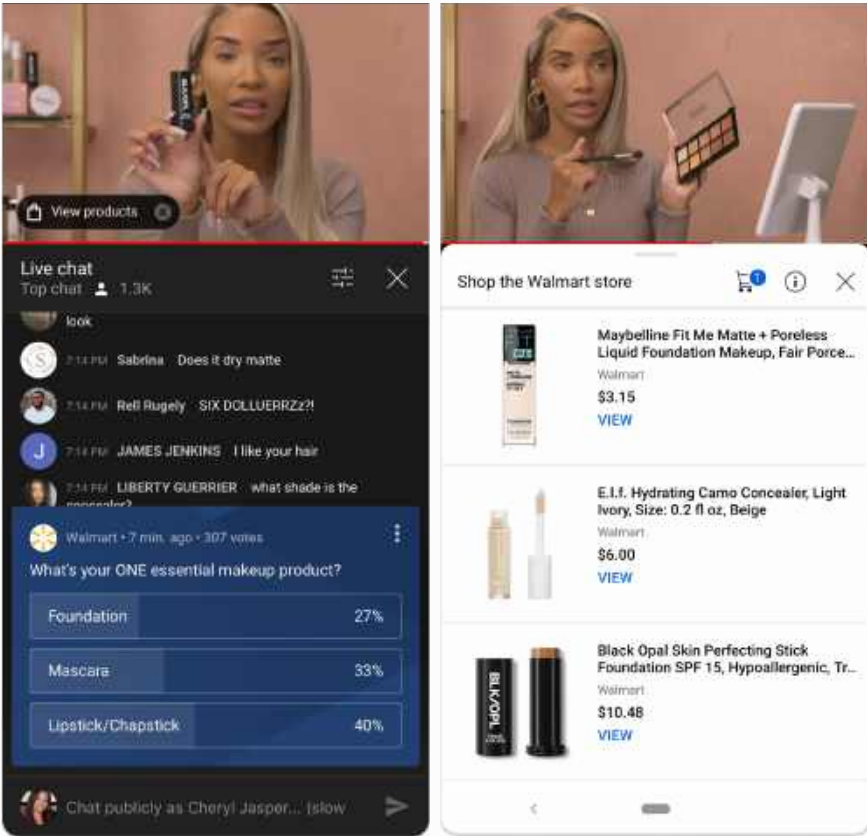 View products
Live chat
Top chat 1.3K
look
7:14 PM Sabrina Does it dry matte
7:14 PM Rell Rugely SIX DOLLUERRZz?!
J 7:14 PM JAMES JENKINS I like your hair
7:14 PM LIBERTY GUERRIER what shade is the
concealer?
Walmart • 7 min. ago • 307 votes
What's your ONE essential makeup product?
Foundation 27%
Mascara 33%
Lipstick/Chapstick 40%
Chat publicly as Cheryl Jasper... (slow
Shop the Walmart store 1
Maybelline Fit Me Matte + Poreless
Liquid Foundation Makeup, Fair Porce...
Walmart
$3.15
VIEW
E.l.f. Hydrating Camo Concealer, Light
Ivory, Size: 0.2 fl oz, Beige
Walmart
$6.00
VIEW
BLK/OPL
Black Opal Skin Perfecting Stick
Foundation SPF 15, Hypoallergenic, Tr...
Walmart
$10.48
VIEW